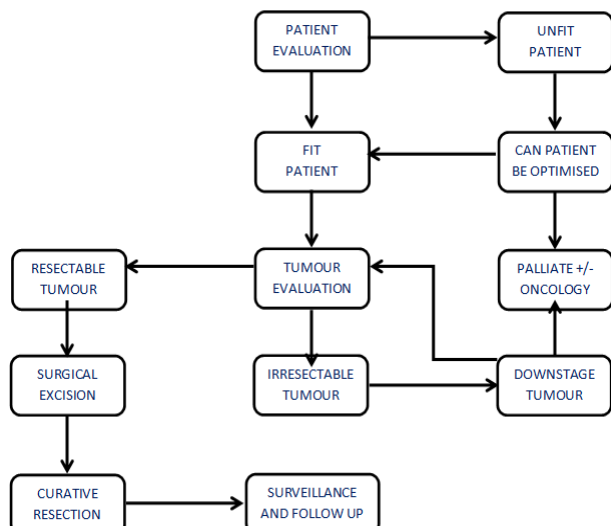 PATIENT
EVALUATION
UNFIT
PATIENT
FIT
PATIENT
CAN PATIENT
BE OPTIMISED
RESECTABLE
TUMOUR
TUMOUR
EVALUATION
PALLIATE +/-
ONCOLOGY
SURGICAL
EXCISION
IRRESECTABLE
TUMOUR
DOWNSTAGE
TUMOUR
CURATIVE
RESECTION
SURVEILLANCE
AND FOLLOW UP